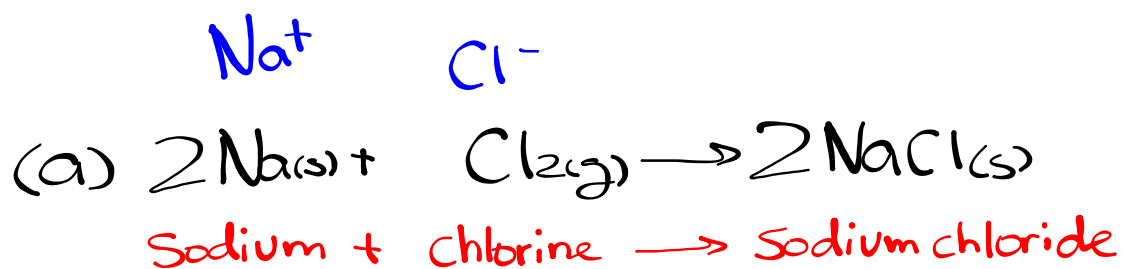 Na⁺ Cl⁻
(a) 2Na(s) + Cl₂(g) → 2NaCl(s)
Sodium + chlorine → sodium chloride